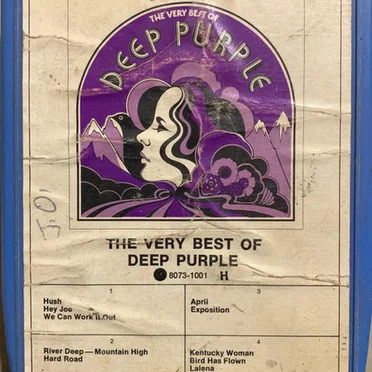 THE VERY BEST OF
DEEP PURPLE
J.O.
THE VERY BEST OF
DEEP PURPLE
8073-1001 H
1
Hush
Hey Joe
We Can Work it Out
3
April
Exposition
2
River Deep—Mountain High
Hard Road
4
Kentucky Woman
Bird Has Flown
Lalena